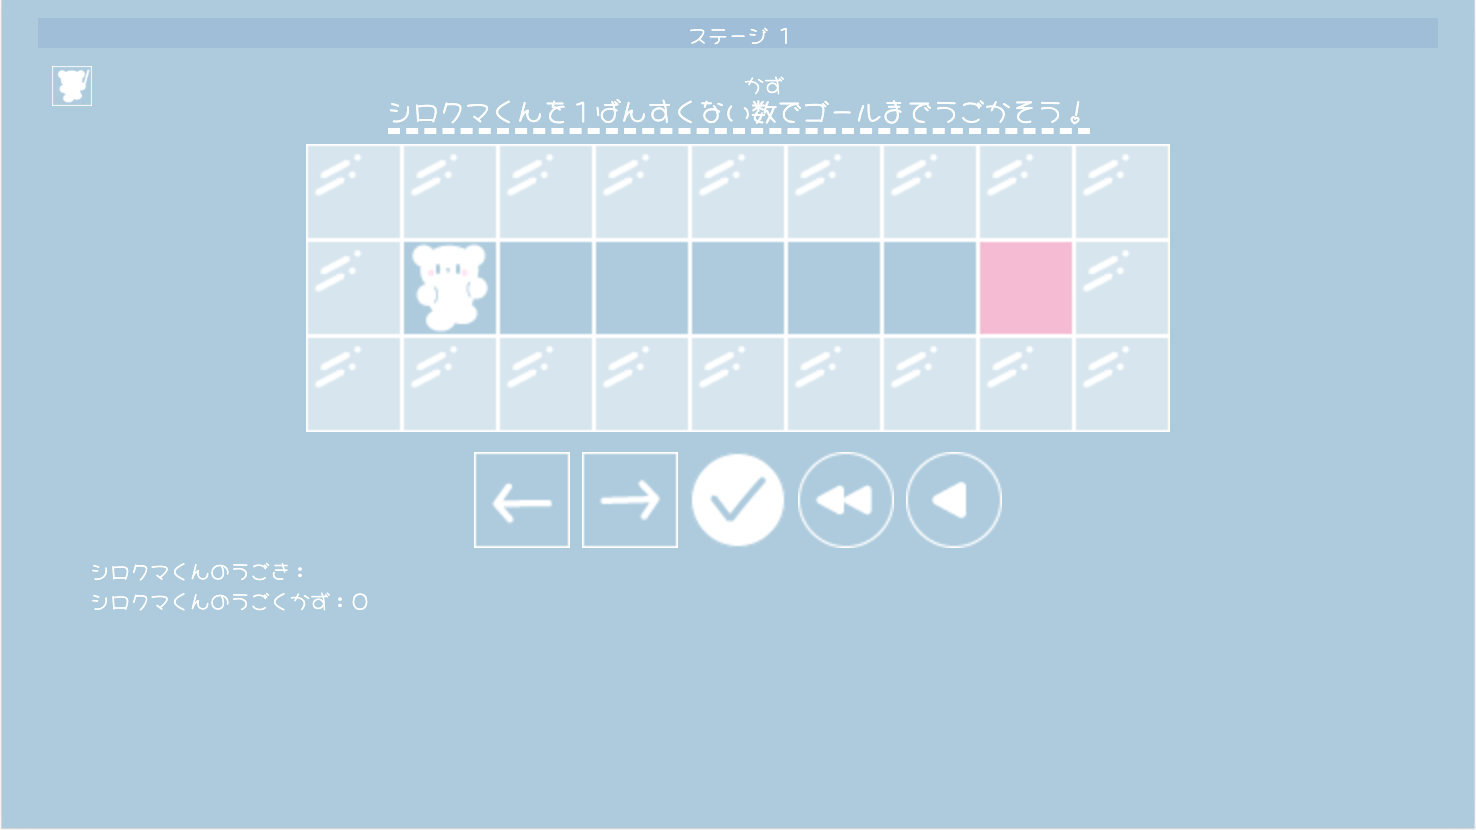 ステージ 1
かず
シロクマくんを1ばんすくない数でゴールまでうごかそう!
シロクマくんのうごき:
シロクマくんのうごくかず:0